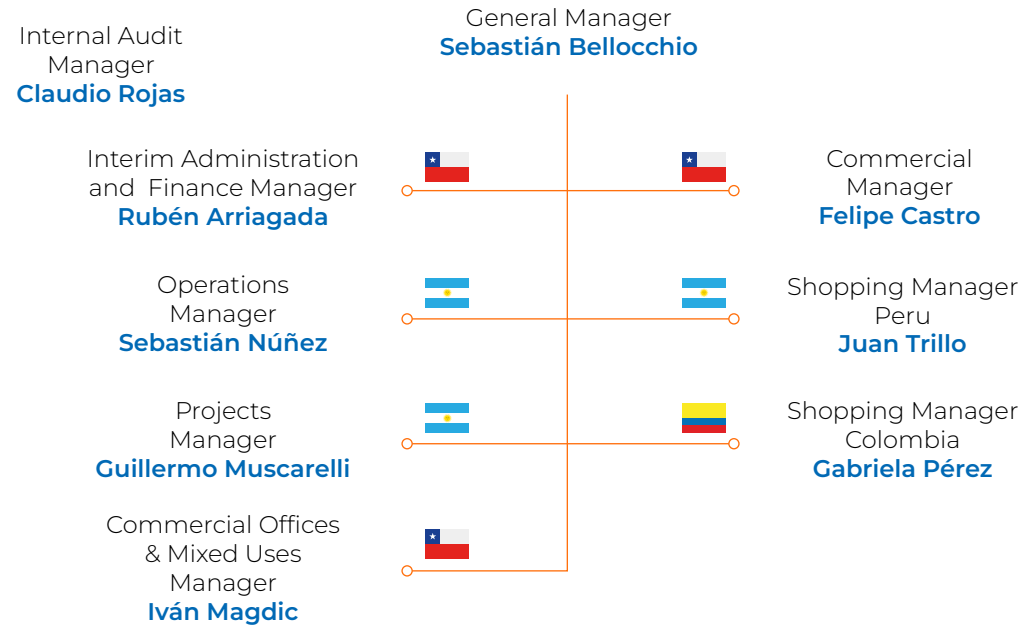 General Manager
Sebastián Bellocchio
Internal Audit
Manager
Claudio Rojas
Interim Administration
and Finance Manager
Rubén Arriagada
Commercial
Manager
Felipe Castro
Operations
Manager
Sebastián Núñez
Shopping Manager
Peru
Juan Trillo
Projects
Manager
Guillermo Muscarelli
Shopping Manager
Colombia
Gabriela Pérez
Commercial Offices
& Mixed Uses
Manager
Iván Magdic